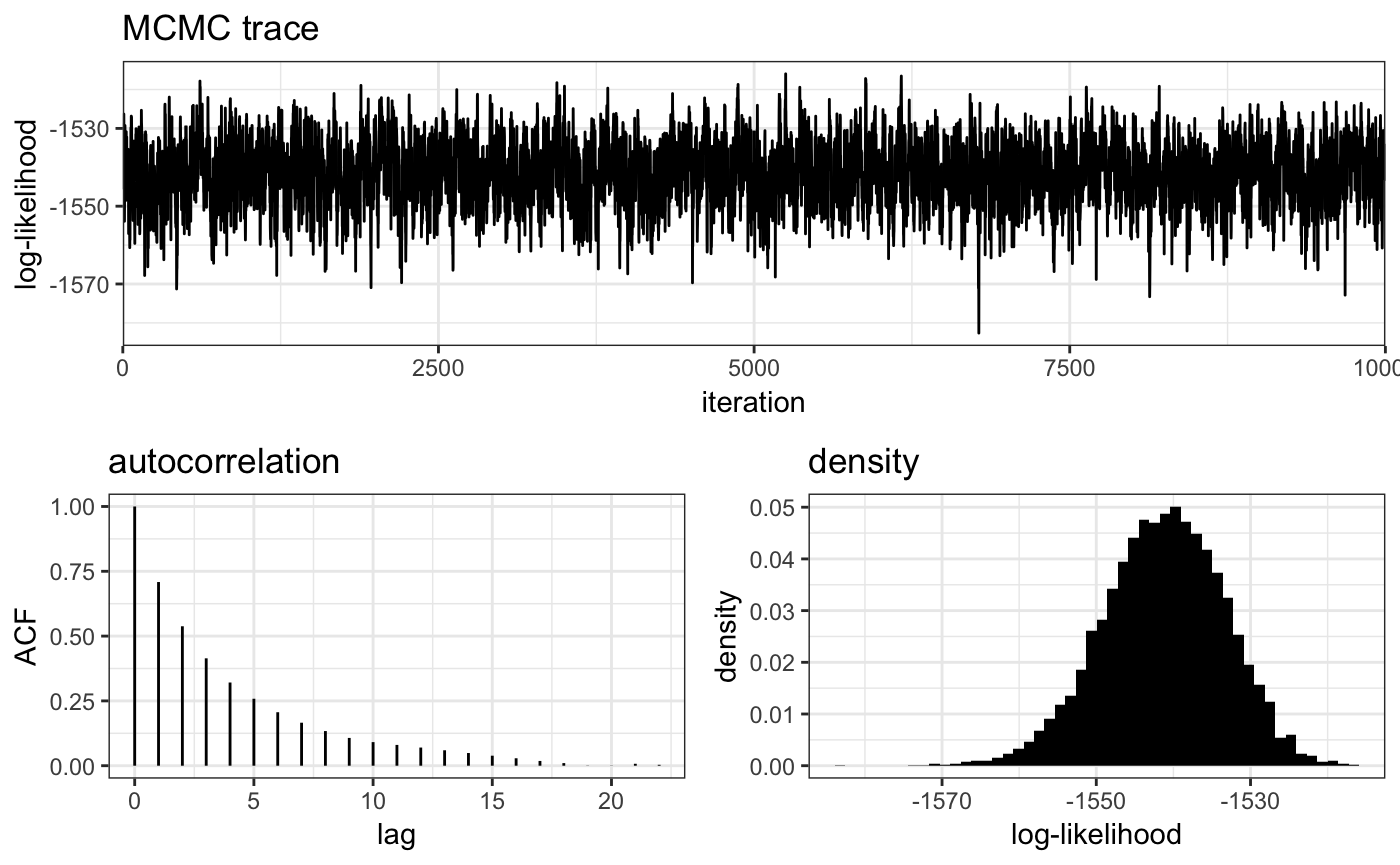 MCMC trace
log-likelihood
-1530
-1550
-1570
0 2500 5000 7500 1000
iteration
autocorrelation
ACF
1.00
0.75
0.50
0.25
0.00
0 5 10 15 20
lag
density
density
0.05
0.04
0.03
0.02
0.01
0.00
-1570 -1550 -1530
log-likelihood